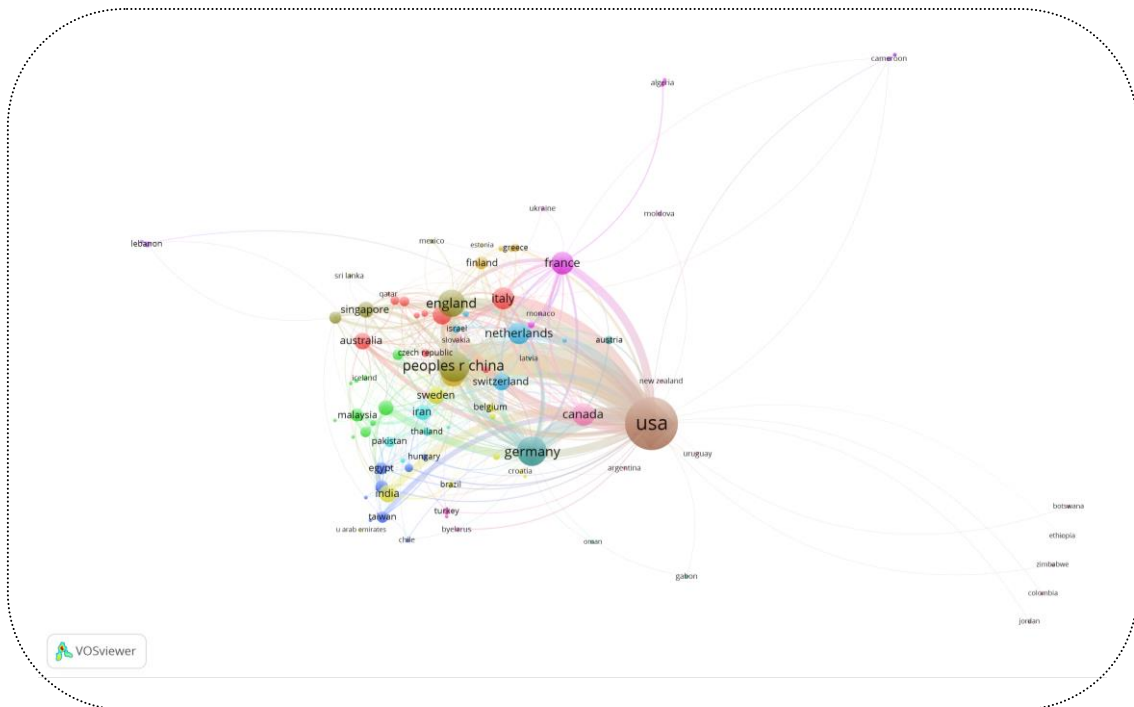 cameroon
algeria
ukraine
moldova
lebanon
mexico
estonia
greece
finland
france
sri lanka
qatar
england
italy
singapore
monaco
israel
netherlands
australia
slovakia
austria
czech republic
latvia
peoples r china
iceland
switzerland
new zealand
sweden
belgium
malaysia
iran
canada
usa
thailand
pakistan
germany
uruguay
hungary
egypt
croatia
argentina
brazil
india
botswana
taiwan
turkey
u arab emirates
byelarus
ethiopia
chile
oman
zimbabwe
gabon
colombia
jordan
VOSviewer